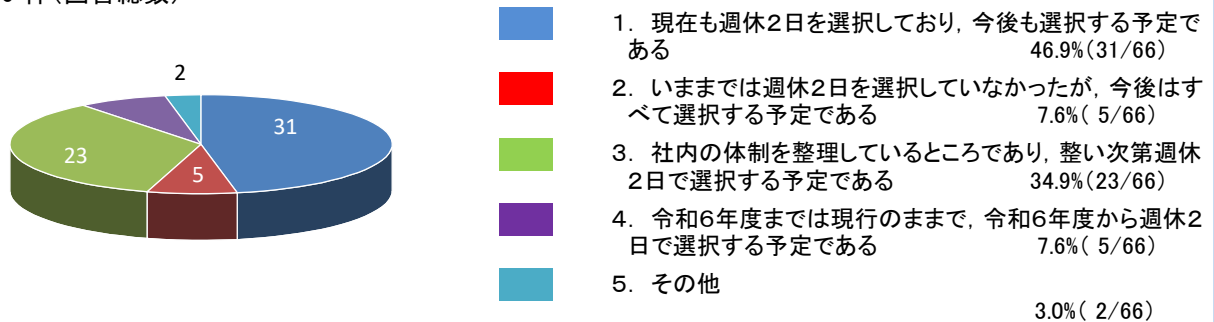 2
31
23
5
1. 現在も週休2日を選択しており，今後も選択する予定で
ある 46.9%(31/66)
2. いままでは週休2日を選択していなかったが，今後はす
べて選択する予定である 7.6%( 5/66)
3. 社内の体制を整理しているところであり，整い次第週休
2日で選択する予定である 34.9%(23/66)
4. 令和6年度までは現行のままで，令和6年度から週休2
日で選択する予定である 7.6%( 5/66)
5. その他
3.0%( 2/66)